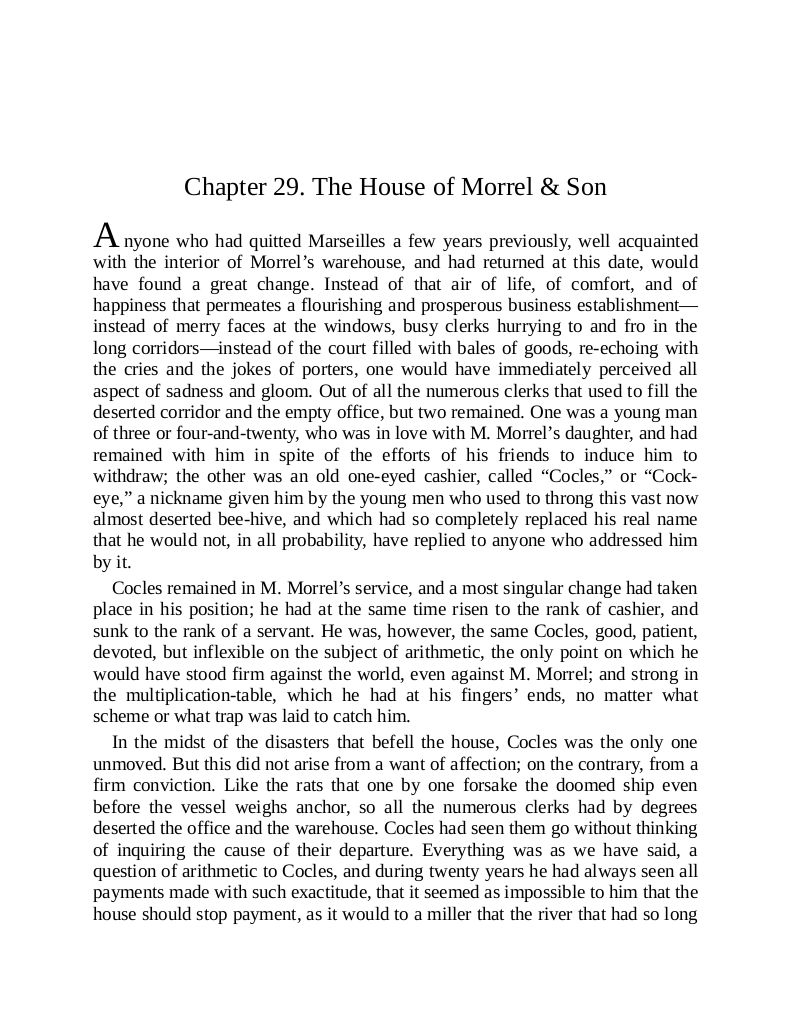 Chapter 29. The House of Morrel & Son
Anyone who had quitted Marseilles a few years previously, well acquainted
with the interior of Morrel’s warehouse, and had returned at this date, would
have found a great change. Instead of that air of life, of comfort, and of
happiness that permeates a flourishing and prosperous business establishment—
instead of merry faces at the windows, busy clerks hurrying to and fro in the
long corridors—instead of the court filled with bales of goods, re-echoing with
the cries and the jokes of porters, one would have immediately perceived all
aspect of sadness and gloom. Out of all the numerous clerks that used to fill the
deserted corridor and the empty office, but two remained. One was a young man
of three or four-and-twenty, who was in love with M. Morrel’s daughter, and had
remained with him in spite of the efforts of his friends to induce him to
withdraw; the other was an old one-eyed cashier, called “Cocles,” or “Cock-
eye,” a nickname given him by the young men who used to throng this vast now
almost deserted bee-hive, and which had so completely replaced his real name
that he would not, in all probability, have replied to anyone who addressed him
by it.
Cocles remained in M. Morrel’s service, and a most singular change had taken
place in his position; he had at the same time risen to the rank of cashier, and
sunk to the rank of a servant. He was, however, the same Cocles, good, patient,
devoted, but inflexible on the subject of arithmetic, the only point on which he
would have stood firm against the world, even against M. Morrel; and strong in
the multiplication-table, which he had at his fingers’ ends, no matter what
scheme or what trap was laid to catch him.
In the midst of the disasters that befell the house, Cocles was the only one
unmoved. But this did not arise from a want of affection; on the contrary, from a
firm conviction. Like the rats that one by one forsake the doomed ship even
before the vessel weighs anchor, so all the numerous clerks had by degrees
deserted the office and the warehouse. Cocles had seen them go without thinking
of inquiring the cause of their departure. Everything was as we have said, a
question of arithmetic to Cocles, and during twenty years he had always seen all
payments made with such exactitude, that it seemed as impossible to him that the
house should stop payment, as it would to a miller that the river that had so long